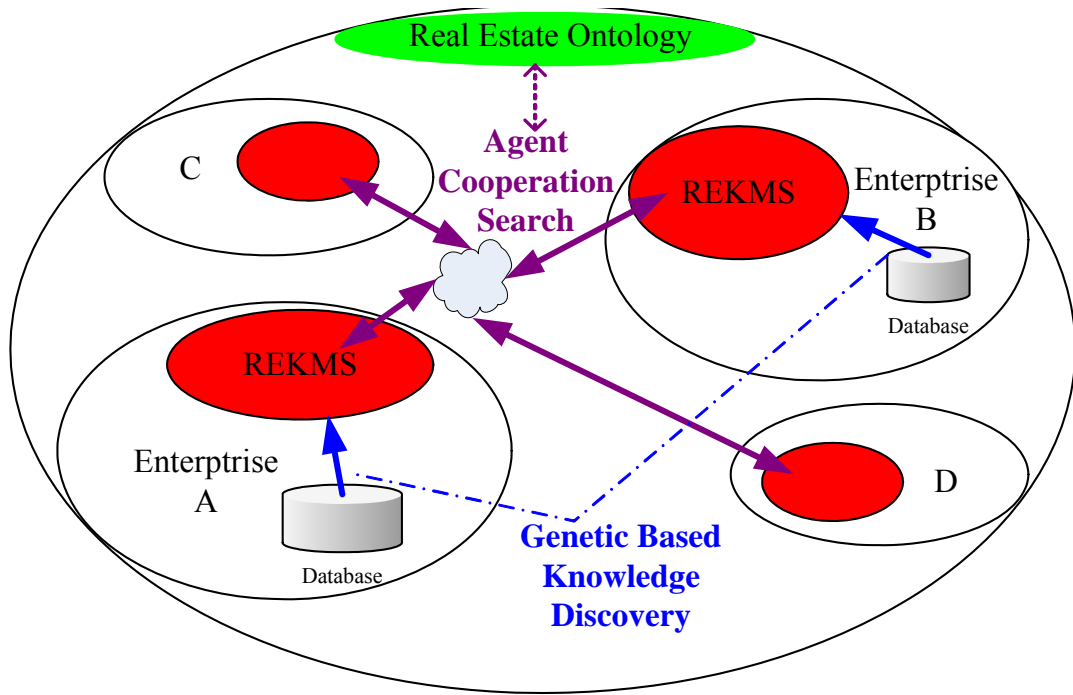 Real Estate Ontology
Agent
Cooperation
Search
C
REKMS
Enterptrise
B
Database
REKMS
Enterptrise
A
Database
D
Genetic Based
Knowledge
Discovery